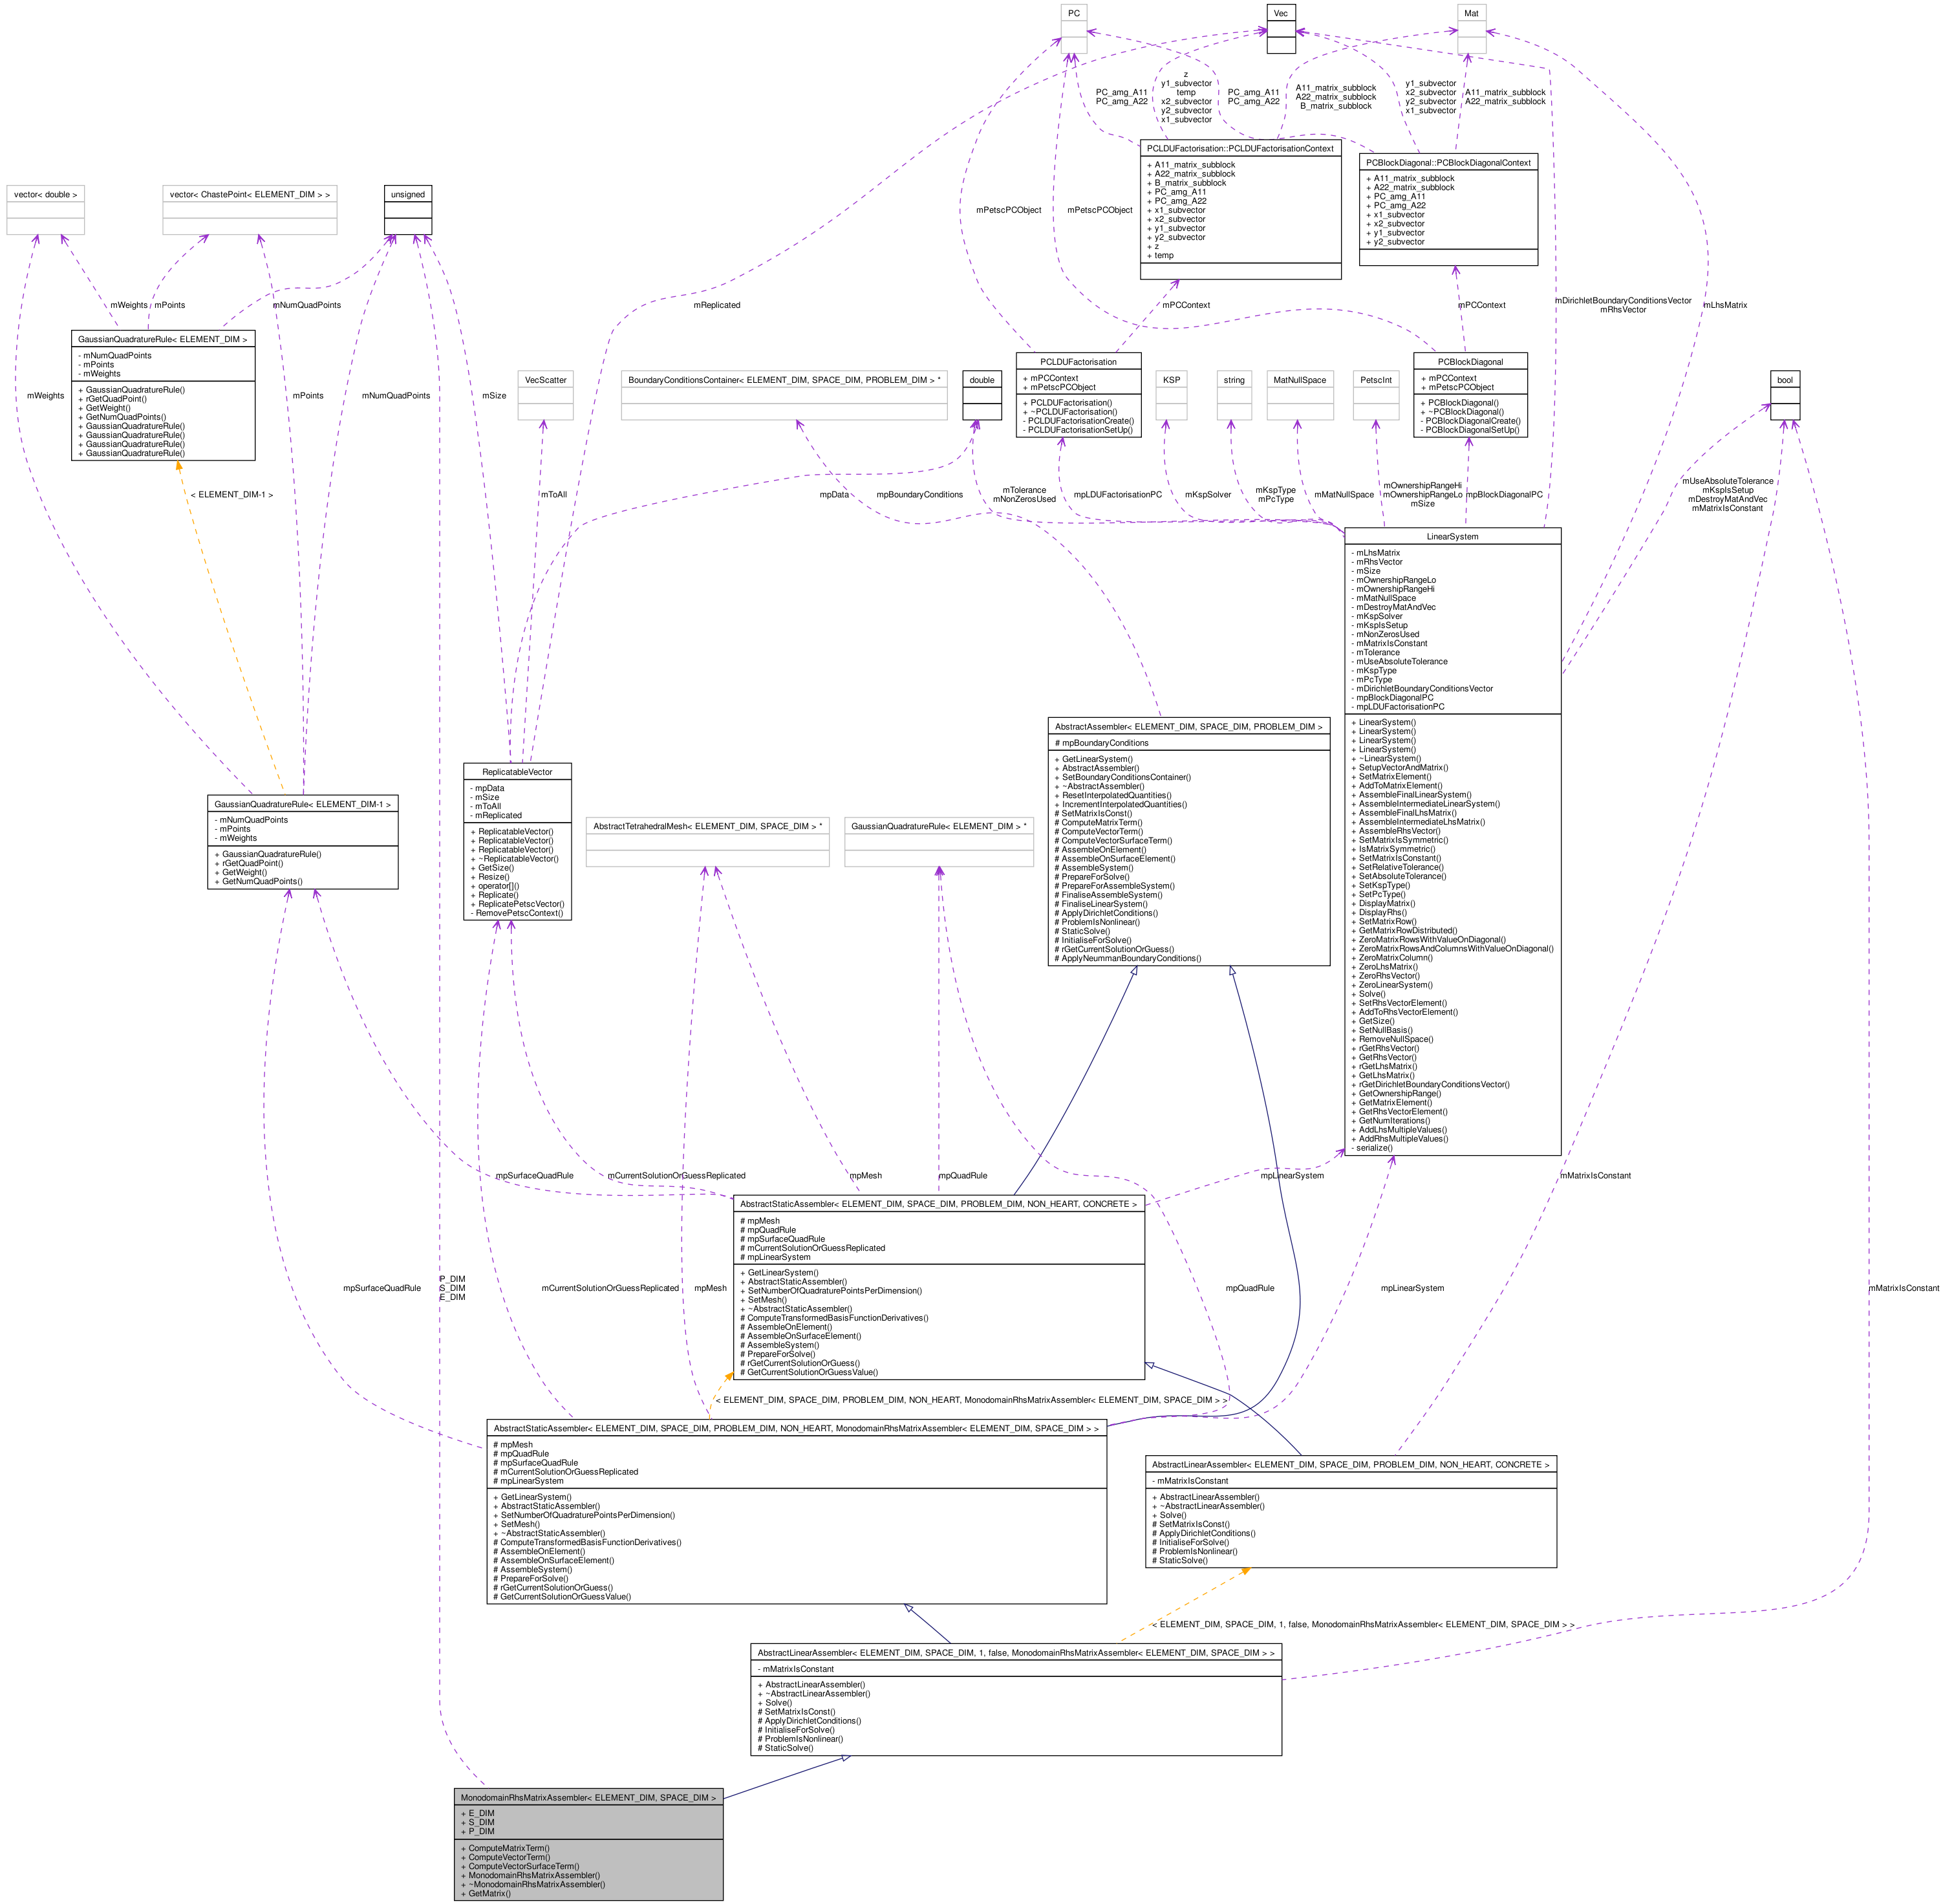 PC
Vec
Mat
z
y1_subvector
temp
x2_subvector
y2_subvector
x1_subvector
PC_amg_A11
PC_amg_A22
PC_amg_A11
PC_amg_A22
A11_matrix_subblock
A22_matrix_subblock
B_matrix_subblock
y1_subvector
x2_subvector
y2_subvector
x1_subvector
A11_matrix_subblock
A22_matrix_subblock
PCLDUFactorisation::PCLDUFactorisationContext
+ A11_matrix_subblock
+ A22_matrix_subblock
+ B_matrix_subblock
+ PC_amg_A11
+ PC_amg_A22
+ x1_subvector
+ x2_subvector
+ y1_subvector
+ y2_subvector
+ z
+ temp
PCBlockDiagonal::PCBlockDiagonalContext
+ A11_matrix_subblock
+ A22_matrix_subblock
+ PC_amg_A11
+ PC_amg_A22
+ x1_subvector
+ x2_subvector
+ y1_subvector
+ y2_subvector
vector< double >
vector< ChastePoint< ELEMENT_DIM > >
unsigned
mPetscPCObject
mPetscPCObject
mWeights
mPoints
mNumQuadPoints
mReplicated
mPCContext
mPCContext
mDirichletBoundaryConditionsVector
mRhsVector
mLhsMatrix
GaussianQuadratureRule< ELEMENT_DIM >
- mNumQuadPoints
- mPoints
- mWeights
+ GaussianQuadratureRule()
+ rGetQuadPoint()
+ GetWeight()
+ GetNumQuadPoints()
+ GaussianQuadratureRule()
+ GaussianQuadratureRule()
+ GaussianQuadratureRule()
+ GaussianQuadratureRule()
mWeights
mPoints
mNumQuadPoints
mSize
VecScatter
BoundaryConditionsContainer< ELEMENT_DIM, SPACE_DIM, PROBLEM_DIM > *
double
PCLDUFactorisation
+ mPCContext
+ mPetscPCObject
+ PCLDUFactorisation()
+ ~PCLDUFactorisation()
- PCLDUFactorisationCreate()
- PCLDUFactorisationSetUp()
KSP
string
MatNullSpace
PetscInt
PCBlockDiagonal
+ mPCContext
+ mPetscPCObject
+ PCBlockDiagonal()
+ ~PCBlockDiagonal()
- PCBlockDiagonalCreate()
- PCBlockDiagonalSetUp()
bool
< ELEMENT_DIM-1 >
mToAll
mpData
mpBoundaryConditions
mTolerance
mNonZerosUsed
mpLDUFactorisationPC
mKspSolver
mKspType
mPcType
mMatNullSpace
mOwnershipRangeHi
mOwnershipRangeLo
mSize
mpBlockDiagonalPC
mUseAbsoluteTolerance
mKspIsSetup
mDestroyMatAndVec
mMatrixIsConstant
LinearSystem
- mLhsMatrix
- mRhsVector
- mSize
- mOwnershipRangeLo
- mOwnershipRangeHi
- mMatNullSpace
- mDestroyMatAndVec
- mKspSolver
- mKspIsSetup
- mNonZerosUsed
- mMatrixIsConstant
- mTolerance
- mUseAbsoluteTolerance
- mKspType
- mPcType
- mDirichletBoundaryConditionsVector
- mpBlockDiagonalPC
- mpLDUFactorisationPC
+ LinearSystem()
+ LinearSystem()
+ LinearSystem()
+ LinearSystem()
+ ~LinearSystem()
+ SetupVectorAndMatrix()
+ SetMatrixElement()
+ AddToMatrixElement()
+ AssembleFinalLinearSystem()
+ AssembleIntermediateLinearSystem()
+ AssembleFinalLhsMatrix()
+ AssembleIntermediateLhsMatrix()
+ AssembleRhsVector()
+ SetMatrixIsSymmetric()
+ IsMatrixSymmetric()
+ SetMatrixIsConstant()
+ SetRelativeTolerance()
+ SetAbsoluteTolerance()
+ SetKspType()
+ SetPcType()
+ DisplayMatrix()
+ DisplayRhs()
+ SetMatrixRow()
+ GetMatrixRowDistributed()
+ ZeroMatrixRowsWithValueOnDiagonal()
+ ZeroMatrixRowsAndColumnsWithValueOnDiagonal()
+ ZeroMatrixColumn()
+ ZeroLhsMatrix()
+ ZeroRhsVector()
+ ZeroLinearSystem()
+ Solve()
+ SetRhsVectorElement()
+ AddToRhsVectorElement()
+ GetSize()
+ SetNullBasis()
+ RemoveNullSpace()
+ rGetRhsVector()
+ GetRhsVector()
+ rGetLhsMatrix()
+ GetLhsMatrix()
+ rGetDirichletBoundaryConditionsVector()
+ GetOwnershipRange()
+ GetMatrixElement()
+ GetRhsVectorElement()
+ GetNumIterations()
+ AddLhsMultipleValues()
+ AddRhsMultipleValues()
- serialize()
AbstractAssembler< ELEMENT_DIM, SPACE_DIM, PROBLEM_DIM >
# mpBoundaryConditions
+ GetLinearSystem()
+ AbstractAssembler()
+ SetBoundaryConditionsContainer()
+ ~AbstractAssembler()
+ ResetInterpolatedQuantities()
+ IncrementInterpolatedQuantities()
# SetMatrixIsConst()
# ComputeMatrixTerm()
# ComputeVectorTerm()
# ComputeVectorSurfaceTerm()
# AssembleOnElement()
# AssembleOnSurfaceElement()
# AssembleSystem()
# PrepareForSolve()
# PrepareForAssembleSystem()
# FinaliseAssembleSystem()
# FinaliseLinearSystem()
# ApplyDirichletConditions()
# ProblemIsNonlinear()
# StaticSolve()
# InitialiseForSolve()
# rGetCurrentSolutionOrGuess()
# ApplyNeummanBoundaryConditions()
ReplicatableVector
- mpData
- mSize
- mToAll
- mReplicated
+ ReplicatableVector()
+ ReplicatableVector()
+ ReplicatableVector()
+ ~ReplicatableVector()
+ GetSize()
+ Resize()
+ operator[]()
+ Replicate()
+ ReplicatePetscVector()
- RemovePetscContext()
GaussianQuadratureRule< ELEMENT_DIM-1 >
- mNumQuadPoints
- mPoints
- mWeights
+ GaussianQuadratureRule()
+ rGetQuadPoint()
+ GetWeight()
+ GetNumQuadPoints()
AbstractTetrahedralMesh< ELEMENT_DIM, SPACE_DIM > *
GaussianQuadratureRule< ELEMENT_DIM > *
mpSurfaceQuadRule
mCurrentSolutionOrGuessReplicated
mpMesh
mpQuadRule
mpLinearSystem
mMatrixIsConstant
AbstractStaticAssembler< ELEMENT_DIM, SPACE_DIM, PROBLEM_DIM, NON_HEART, CONCRETE >
# mpMesh
# mpQuadRule
# mpSurfaceQuadRule
# mCurrentSolutionOrGuessReplicated
# mpLinearSystem
+ GetLinearSystem()
+ AbstractStaticAssembler()
+ SetNumberOfQuadraturePointsPerDimension()
+ SetMesh()
+ ~AbstractStaticAssembler()
# ComputeTransformedBasisFunctionDerivatives()
# AssembleOnElement()
# AssembleOnSurfaceElement()
# AssembleSystem()
# PrepareForSolve()
# rGetCurrentSolutionOrGuess()
# GetCurrentSolutionOrGuessValue()
mpSurfaceQuadRule
P_DIM
S_DIM
E_DIM
mCurrentSolutionOrGuessReplicated
mpMesh
mpQuadRule
mpLinearSystem
mMatrixIsConstant
< ELEMENT_DIM, SPACE_DIM, PROBLEM_DIM, NON_HEART, MonodomainRhsMatrixAssembler< ELEMENT_DIM, SPACE_DIM > >
AbstractStaticAssembler< ELEMENT_DIM, SPACE_DIM, PROBLEM_DIM, NON_HEART, MonodomainRhsMatrixAssembler< ELEMENT_DIM, SPACE_DIM > >
# mpMesh
# mpQuadRule
# mpSurfaceQuadRule
# mCurrentSolutionOrGuessReplicated
# mpLinearSystem
+ GetLinearSystem()
+ AbstractStaticAssembler()
+ SetNumberOfQuadraturePointsPerDimension()
+ SetMesh()
+ ~AbstractStaticAssembler()
# ComputeTransformedBasisFunctionDerivatives()
# AssembleOnElement()
# AssembleOnSurfaceElement()
# AssembleSystem()
# PrepareForSolve()
# rGetCurrentSolutionOrGuess()
# GetCurrentSolutionOrGuessValue()
AbstractLinearAssembler< ELEMENT_DIM, SPACE_DIM, PROBLEM_DIM, NON_HEART, CONCRETE >
- mMatrixIsConstant
+ AbstractLinearAssembler()
+ ~AbstractLinearAssembler()
+ Solve()
# SetMatrixIsConst()
# ApplyDirichletConditions()
# InitialiseForSolve()
# ProblemIsNonlinear()
# StaticSolve()
< ELEMENT_DIM, SPACE_DIM, 1, false, MonodomainRhsMatrixAssembler< ELEMENT_DIM, SPACE_DIM > >
AbstractLinearAssembler< ELEMENT_DIM, SPACE_DIM, 1, false, MonodomainRhsMatrixAssembler< ELEMENT_DIM, SPACE_DIM > >
- mMatrixIsConstant
+ AbstractLinearAssembler()
+ ~AbstractLinearAssembler()
+ Solve()
# SetMatrixIsConst()
# ApplyDirichletConditions()
# InitialiseForSolve()
# ProblemIsNonlinear()
# StaticSolve()
MonodomainRhsMatrixAssembler< ELEMENT_DIM, SPACE_DIM >
+ E_DIM
+ S_DIM
+ P_DIM
+ ComputeMatrixTerm()
+ ComputeVectorTerm()
+ ComputeVectorSurfaceTerm()
+ MonodomainRhsMatrixAssembler()
+ ~MonodomainRhsMatrixAssembler()
+ GetMatrix()